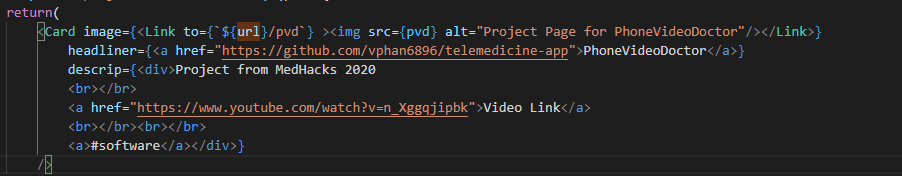 return(
<Card image={<Link to={`${url}/pvd`} ><img src={pvd} alt="Project Page for PhoneVideoDoctor"/></Link>}
headliner={<a href="https://github.com/vphan6896/telemedicine-app">PhoneVideoDoctor</a>}
descrip={<div>Project from MedHacks 2020
<br></br>
<a href="https://www.youtube.com/watch?v=n_Xggqjipbk">Video Link</a>
<br></br><br></br>
<a>#software</a></div>}
/>